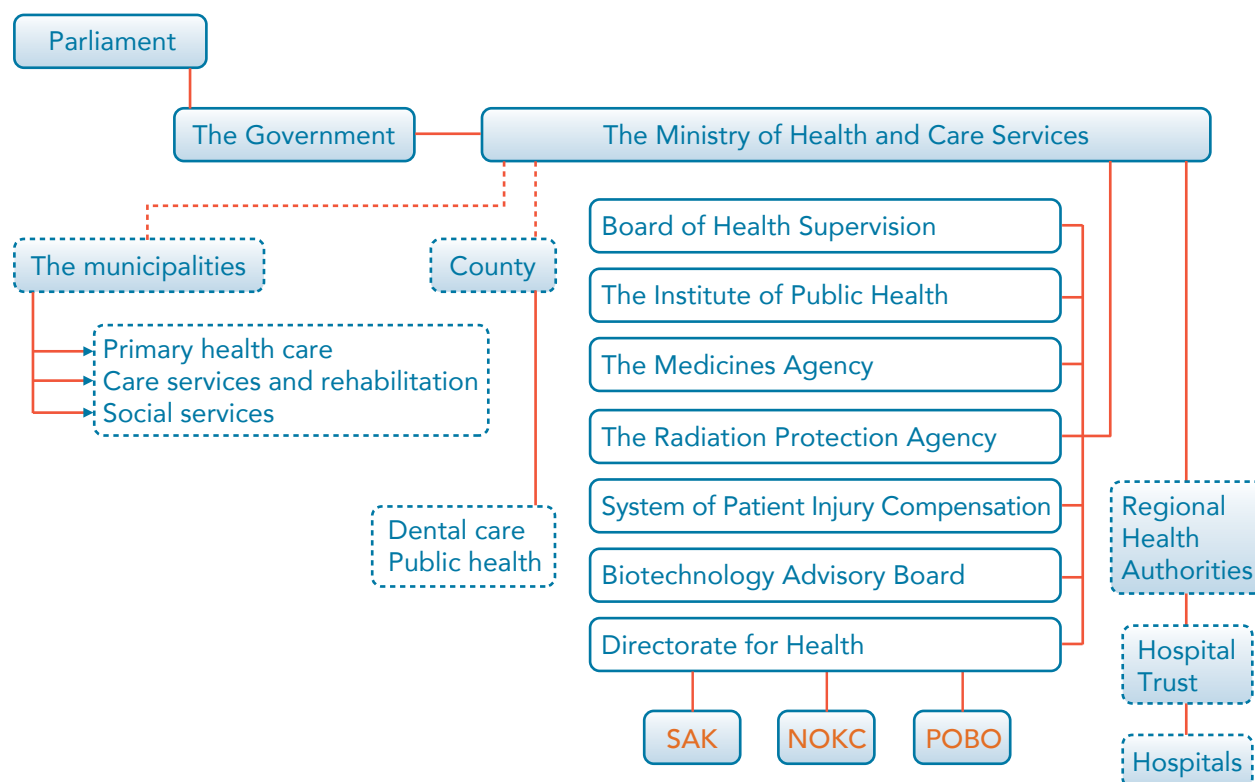 Parliament
The Government
The Ministry of Health and Care Services
The municipalities
County
Primary health care
Care services and rehabilitation
Social services
Dental care
Public health
Board of Health Supervision
The Institute of Public Health
The Medicines Agency
The Radiation Protection Agency
System of Patient Injury Compensation
Biotechnology Advisory Board
Directorate for Health
SAK
NOKC
POBO
Regional
Health
Authorities
Hospital
Trust
Hospitals